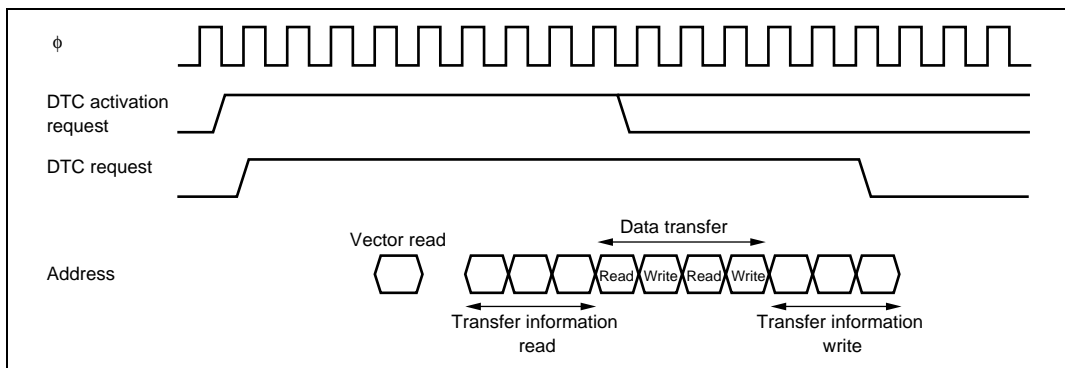 ϕ
DTC activation
request
DTC request
Data transfer
Vector read
Address
Read Write Read Write
Transfer information
read
Transfer information
write